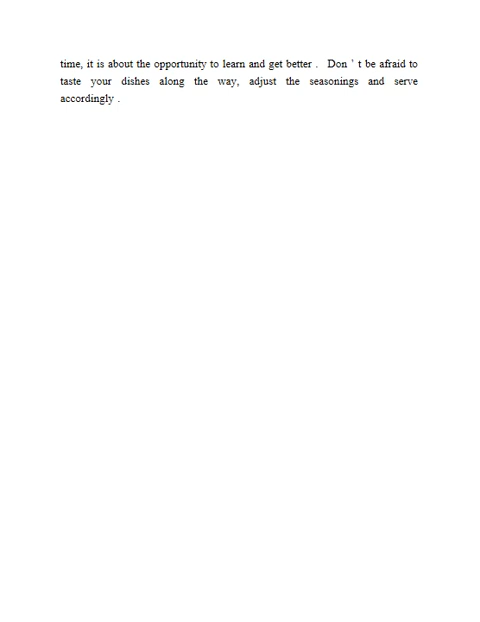 time, it is about the opportunity to learn and get better .  Don ’ t be afraid to
taste your dishes along the way, adjust the seasonings and serve
accordingly .